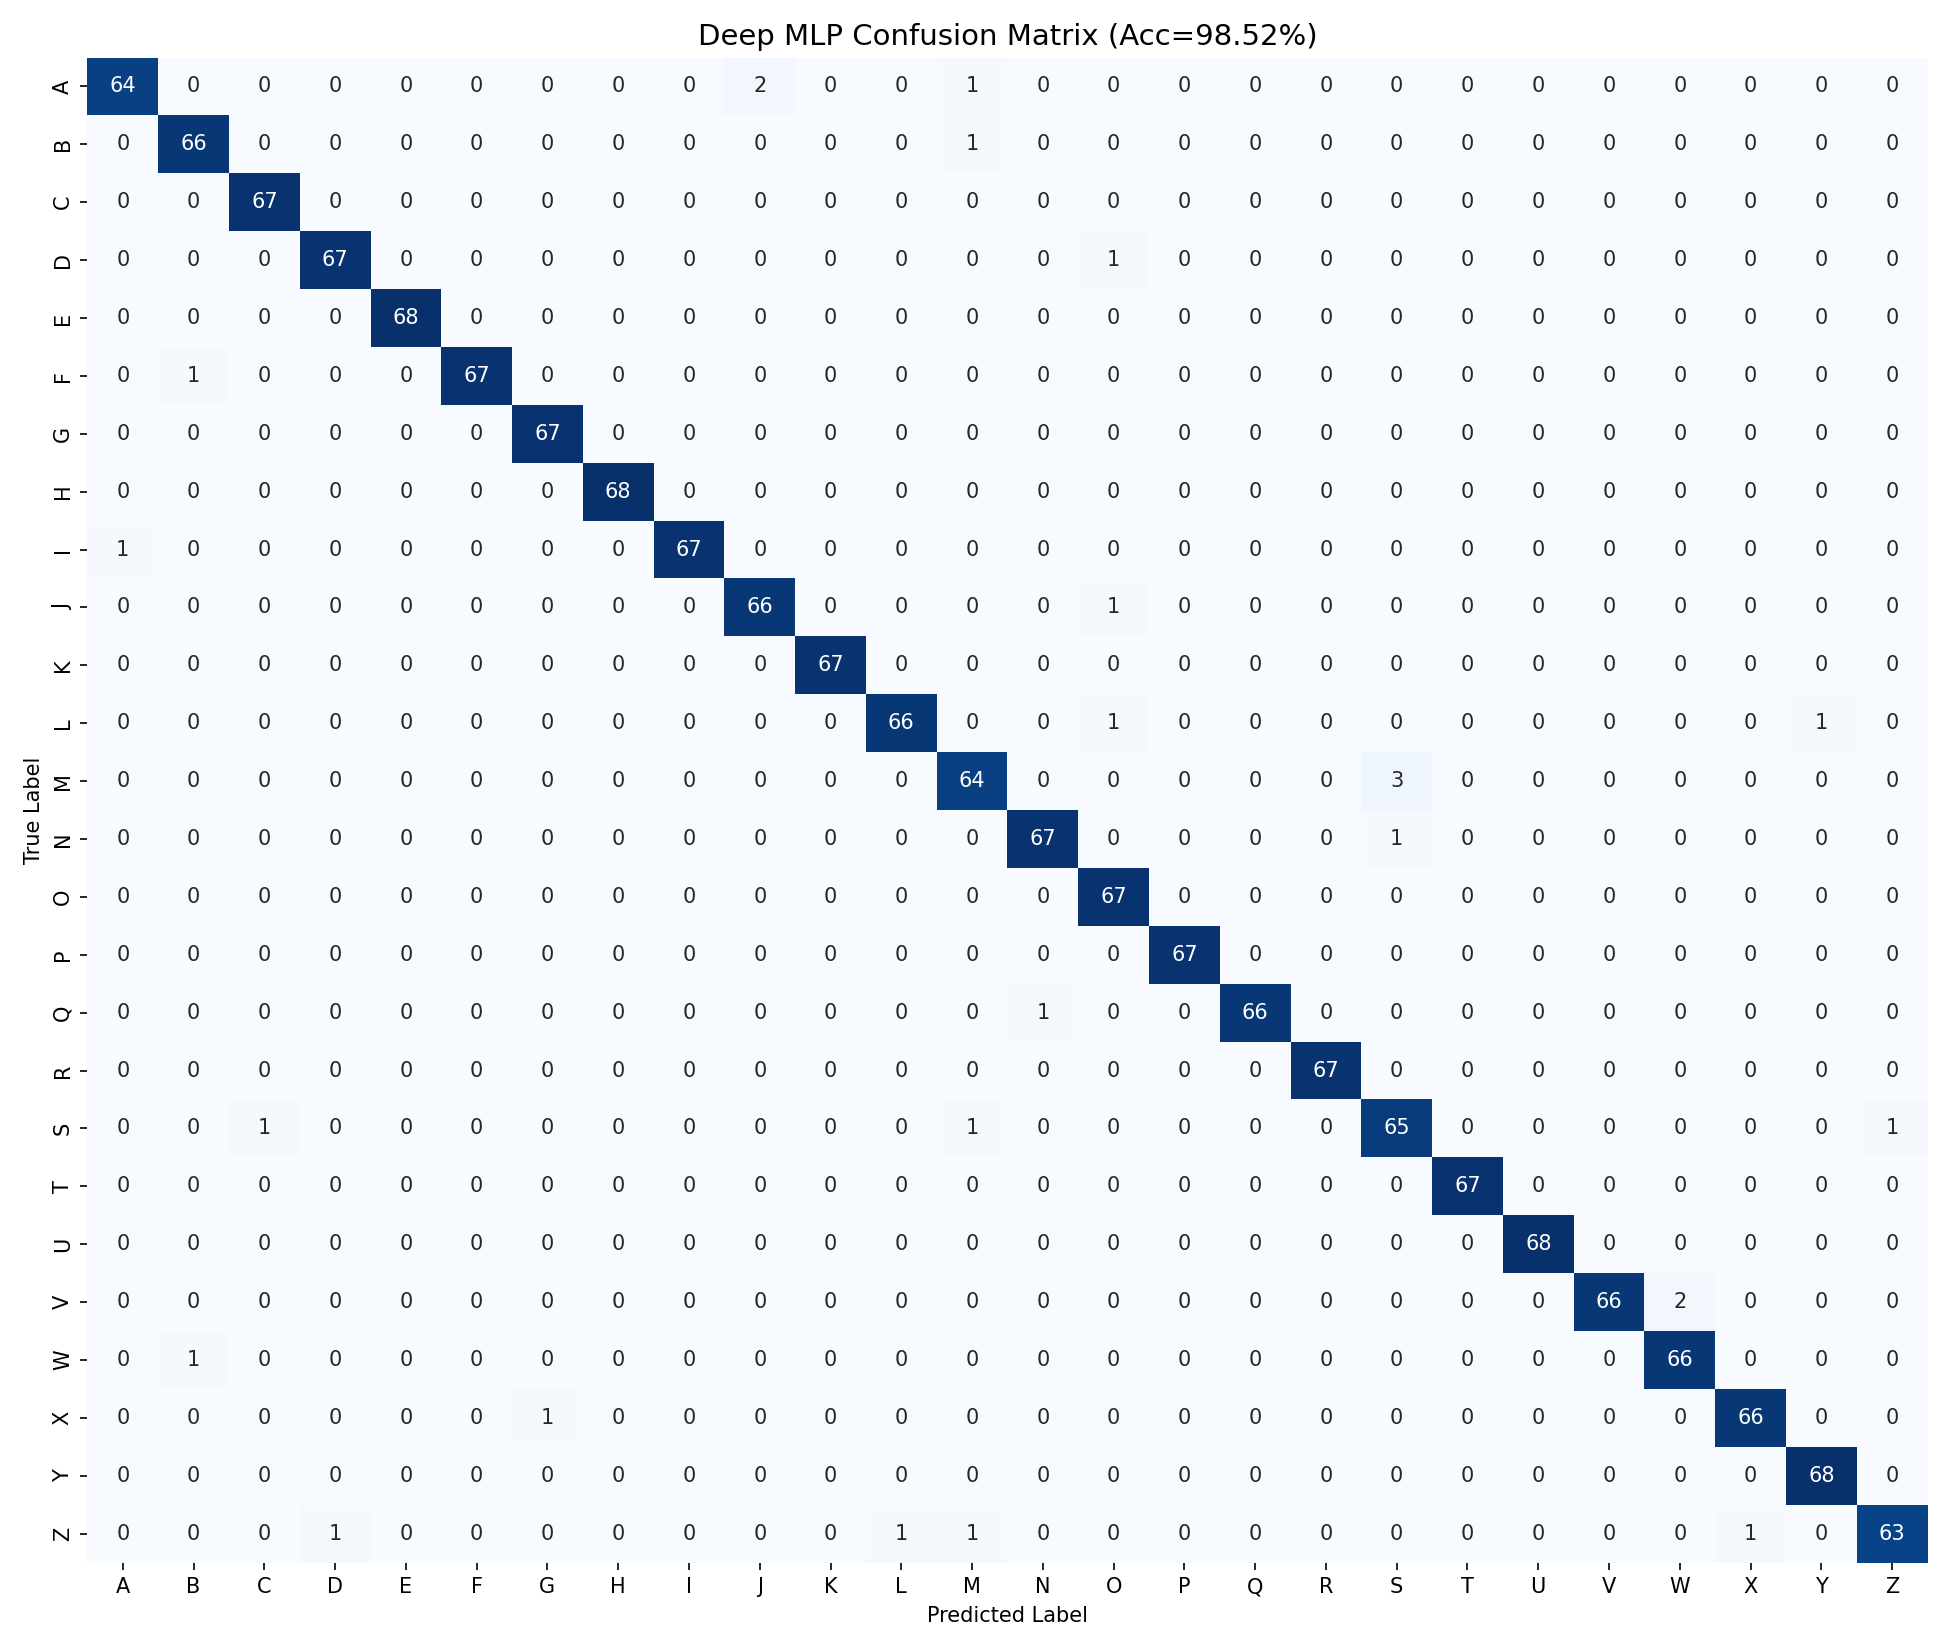 Deep MLP Confusion Matrix (Acc=98.52%)
A 64 0 0 0 0 0 0 0 0 2 0 0 1 0 0 0 0 0 0 0 0 0 0 0 0 0
B 0 66 0 0 0 0 0 0 0 0 0 0 1 0 0 0 0 0 0 0 0 0 0 0 0 0
C 0 0 67 0 0 0 0 0 0 0 0 0 0 0 0 0 0 0 0 0 0 0 0 0 0 0
D 0 0 0 67 0 0 0 0 0 0 0 0 0 0 1 0 0 0 0 0 0 0 0 0 0 0
E 0 0 0 0 68 0 0 0 0 0 0 0 0 0 0 0 0 0 0 0 0 0 0 0 0 0
F 0 1 0 0 0 67 0 0 0 0 0 0 0 0 0 0 0 0 0 0 0 0 0 0 0 0
G 0 0 0 0 0 0 67 0 0 0 0 0 0 0 0 0 0 0 0 0 0 0 0 0 0 0
H 0 0 0 0 0 0 0 68 0 0 0 0 0 0 0 0 0 0 0 0 0 0 0 0 0 0
I 1 0 0 0 0 0 0 0 67 0 0 0 0 0 0 0 0 0 0 0 0 0 0 0 0 0
J 0 0 0 0 0 0 0 0 0 66 0 0 0 0 1 0 0 0 0 0 0 0 0 0 0 0
K 0 0 0 0 0 0 0 0 0 0 67 0 0 0 0 0 0 0 0 0 0 0 0 0 0 0
L 0 0 0 0 0 0 0 0 0 0 0 66 0 0 1 0 0 0 0 0 0 0 0 0 1 0
M 0 0 0 0 0 0 0 0 0 0 0 0 64 0 0 0 0 0 3 0 0 0 0 0 0 0
N 0 0 0 0 0 0 0 0 0 0 0 0 0 67 0 0 0 0 1 0 0 0 0 0 0 0
O 0 0 0 0 0 0 0 0 0 0 0 0 0 0 67 0 0 0 0 0 0 0 0 0 0 0
P 0 0 0 0 0 0 0 0 0 0 0 0 0 0 0 67 0 0 0 0 0 0 0 0 0 0
Q 0 0 0 0 0 0 0 0 0 0 0 0 0 1 0 0 66 0 0 0 0 0 0 0 0 0
R 0 0 0 0 0 0 0 0 0 0 0 0 0 0 0 0 0 67 0 0 0 0 0 0 0 0
S 0 0 1 0 0 0 0 0 0 0 0 0 1 0 0 0 0 0 65 0 0 0 0 0 0 1
T 0 0 0 0 0 0 0 0 0 0 0 0 0 0 0 0 0 0 0 67 0 0 0 0 0 0
U 0 0 0 0 0 0 0 0 0 0 0 0 0 0 0 0 0 0 0 0 68 0 0 0 0 0
V 0 0 0 0 0 0 0 0 0 0 0 0 0 0 0 0 0 0 0 0 0 66 2 0 0 0
W 0 1 0 0 0 0 0 0 0 0 0 0 0 0 0 0 0 0 0 0 0 0 66 0 0 0
X 0 0 0 0 0 0 1 0 0 0 0 0 0 0 0 0 0 0 0 0 0 0 0 66 0 0
Y 0 0 0 0 0 0 0 0 0 0 0 0 0 0 0 0 0 0 0 0 0 0 0 0 68 0
Z 0 0 0 1 0 0 0 0 0 0 0 1 1 0 0 0 0 0 0 0 0 0 0 1 0 63
A B C D E F G H I J K L M N O P Q R S T U V W X Y Z
Predicted Label
True Label